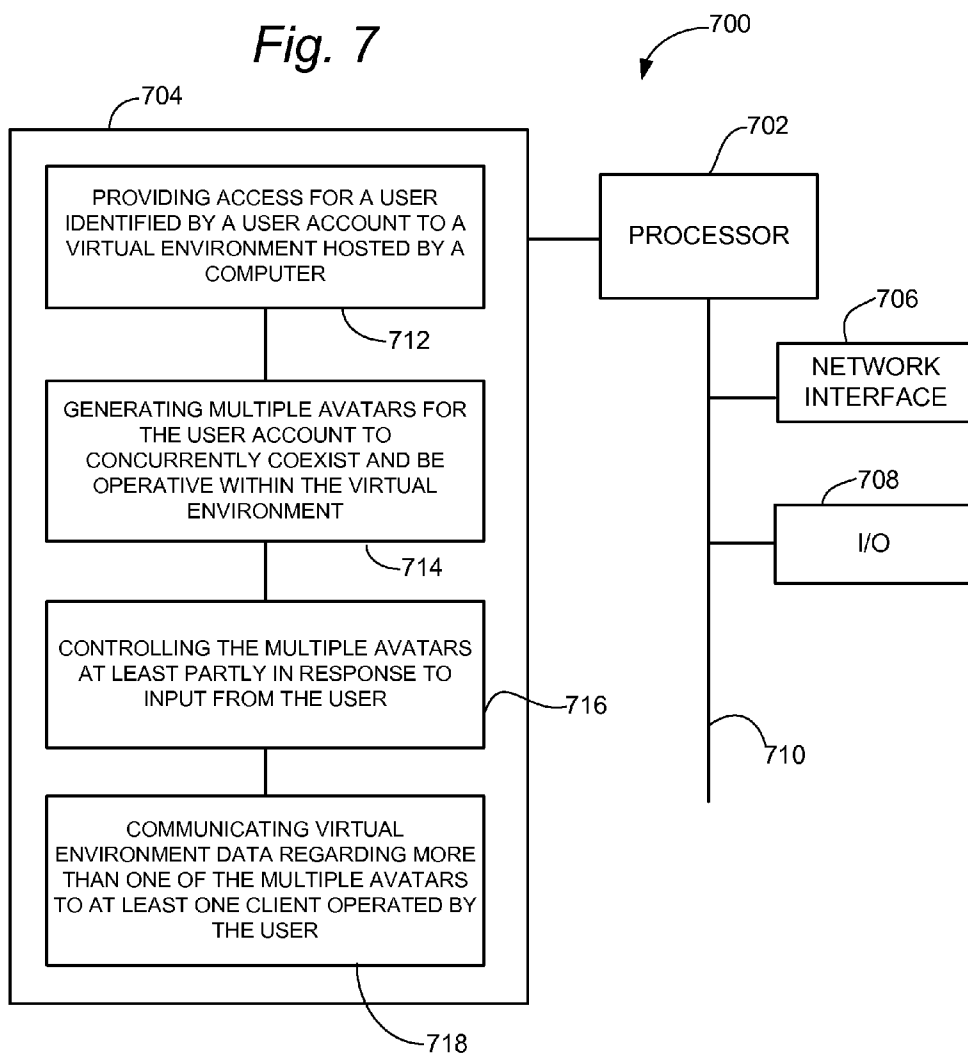 Fig. 7
700
704
PROVIDING ACCESS FOR A USER
IDENTIFIED BY A USER ACCOUNT TO A
VIRTUAL ENVIRONMENT HOSTED BY A
COMPUTER
712
GENERATING MULTIPLE AVATARS FOR
THE USER ACCOUNT TO
CONCURRENTLY COEXIST AND BE
OPERATIVE WITHIN THE VIRTUAL
ENVIRONMENT
714
CONTROLLING THE MULTIPLE AVATARS
AT LEAST PARTLY IN RESPONSE TO
INPUT FROM THE USER
716
COMMUNICATING VIRTUAL
ENVIRONMENT DATA REGARDING MORE
THAN ONE OF THE MULTIPLE AVATARS
TO AT LEAST ONE CLIENT OPERATED BY
THE USER
718
702
PROCESSOR
706
NETWORK
INTERFACE
708
I/O
710